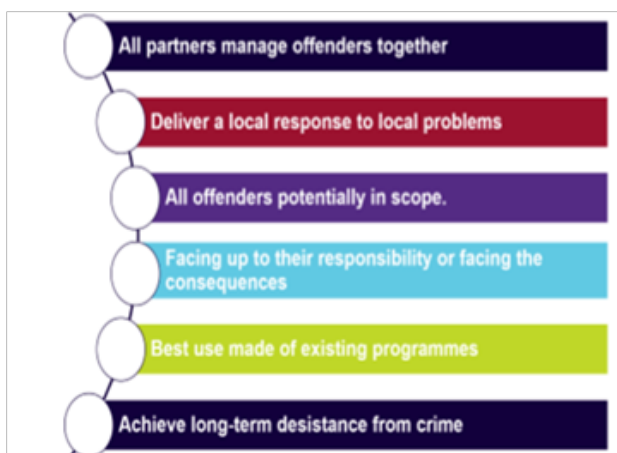 All partners manage offenders together
Deliver a local response to local problems
All offenders potentially in scope.
Facing up to their responsibility or facing the
consequences
Best use made of existing programmes
Achieve long-term desistance from crime